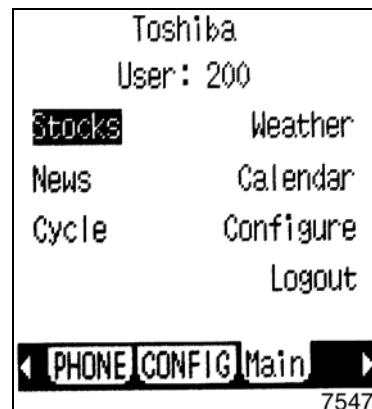 Toshiba
User: 200
Stocks Weather
News Calendar
Cycle Configure
Logout
PHONE CONFIG Main
7547